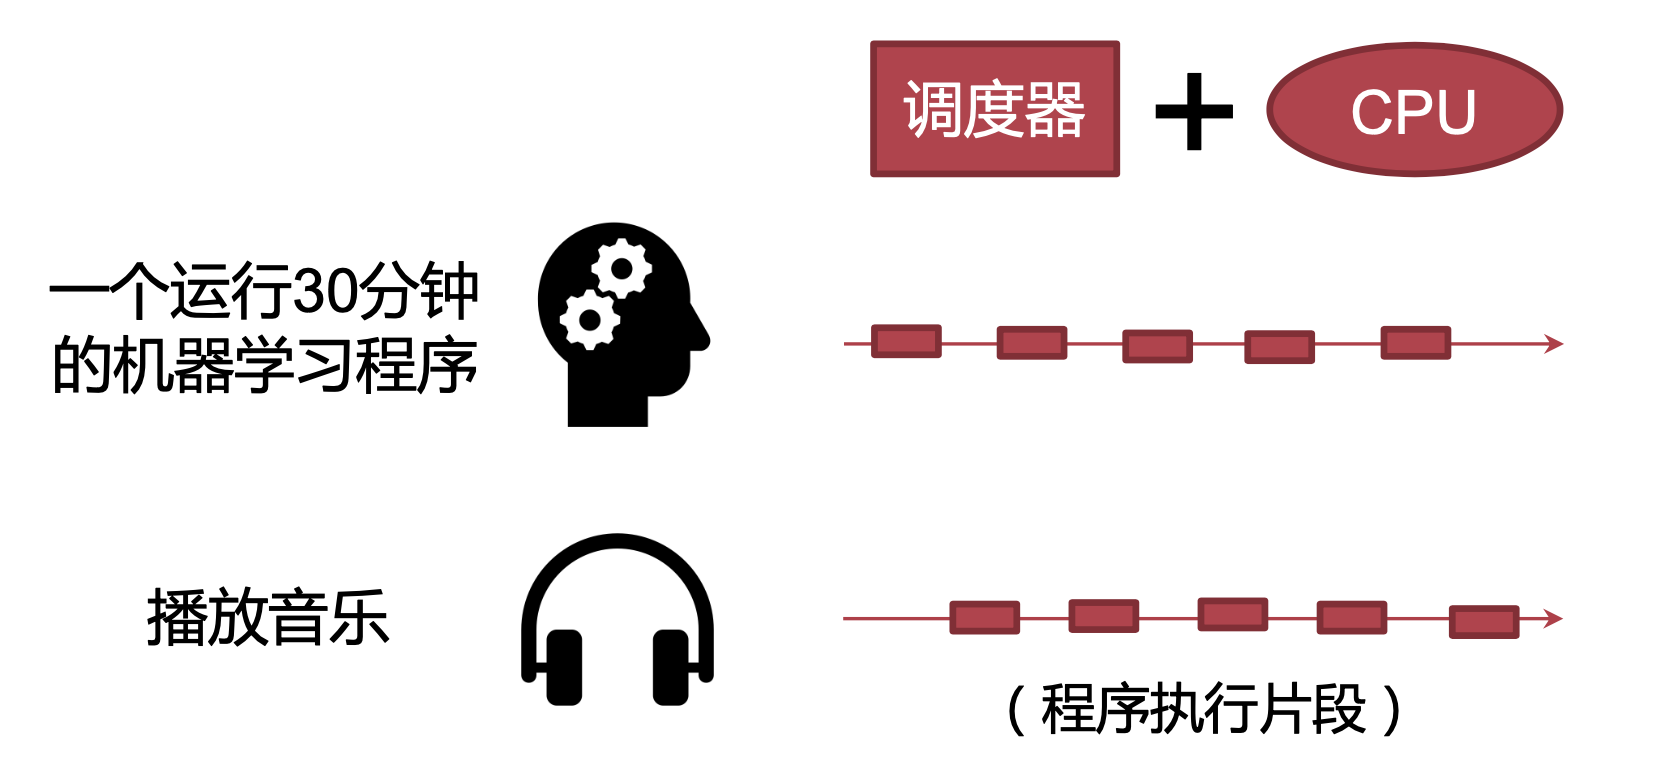 调度器
CPU
一个运行30分钟
的机器学习程序
播放音乐
（程序执行片段）